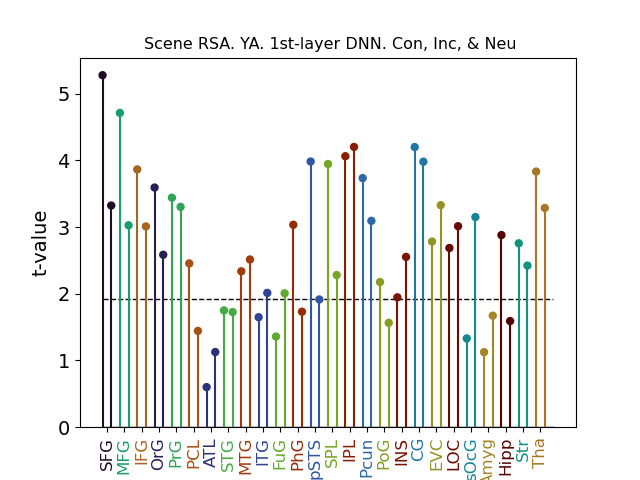 Scene RSA. YA. 1st-layer DNN. Con, Inc, & Neu
t-value
5
4
3
2
1
0
SFG
MFG
IFG
OrG
PrG
PCL
ATL
STG
MTG
ITG
FuG
PhG
pSTS
SPL
IPL
Pcun
PoG
INS
CG
EVC
LOC
sOcG
Amyg
Hipp
Str
Tha